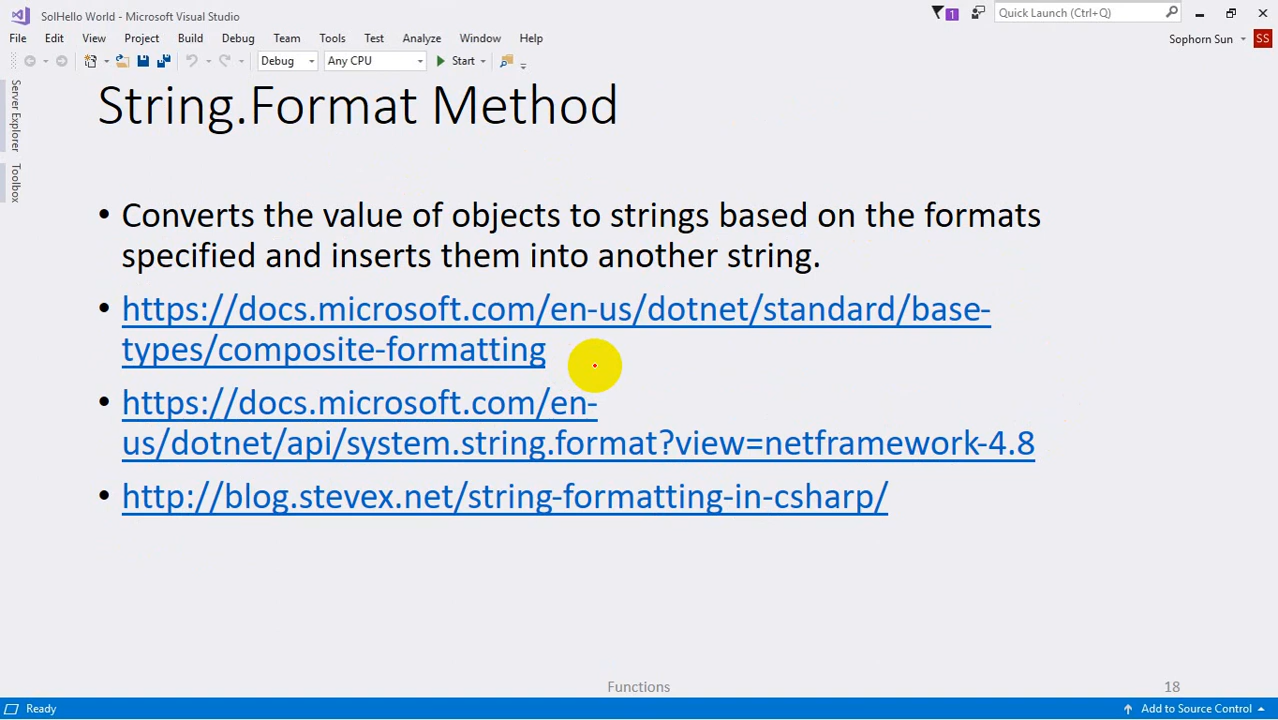 SolHello World - Microsoft Visual Studio
1
Quick Launch (Ctrl+Q)
File Edit View Project Build Debug Team Tools Test Analyze Window Help
Sophorn Sun
SS
Debug
Any CPU
Start
Server Explorer
Toolbox
String.Format Method
• Converts the value of objects to strings based on the formats
specified and inserts them into another string.
• https://docs.microsoft.com/en-us/dotnet/standard/base-
types/composite-formatting
• https://docs.microsoft.com/en-
us/dotnet/api/system.string.format?view=netframework-4.8
• http://blog.stevex.net/string-formatting-in-csharp/
Functions
18
Ready
Add to Source Control